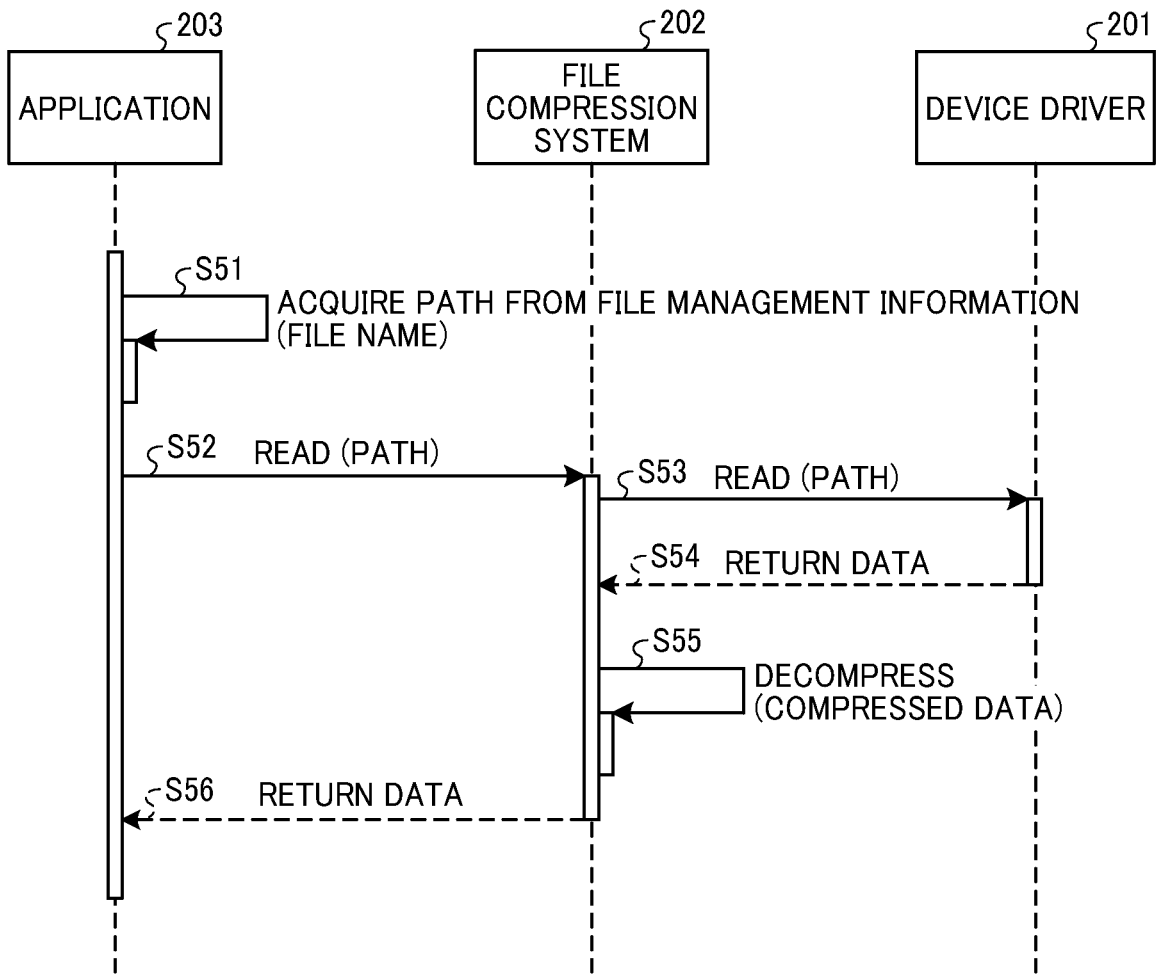 203
202
201
APPLICATION
FILE
COMPRESSION
SYSTEM
DEVICE DRIVER
S51
ACQUIRE PATH FROM FILE MANAGEMENT INFORMATION
(FILE NAME)
S52
READ (PATH)
S53
READ (PATH)
S54
RETURN DATA
S55
DECOMPRESS
(COMPRESSED DATA)
S56
RETURN DATA